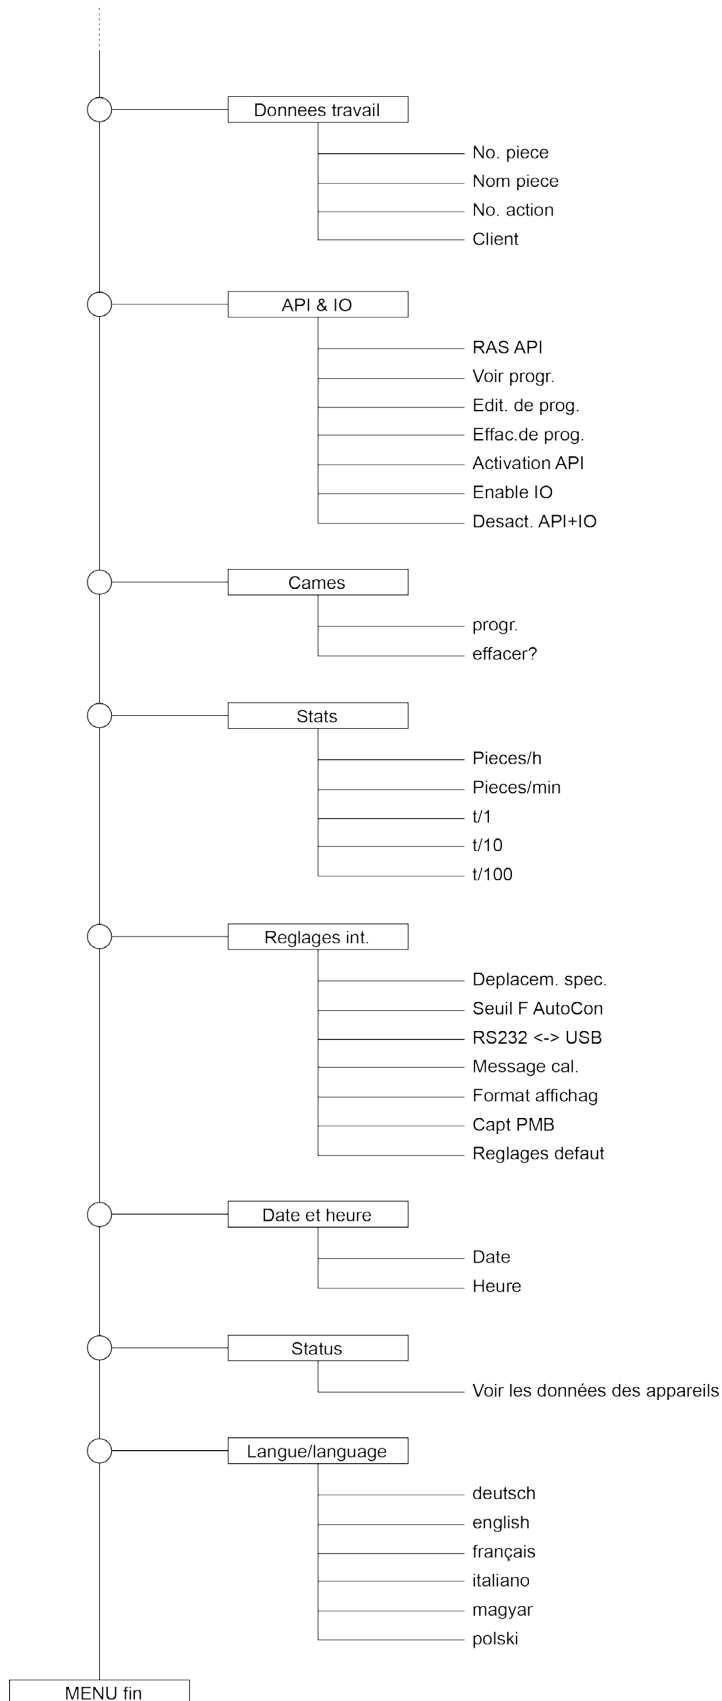 Donnees travail
No. piece
Nom piece
No. action
Client
API & IO
RAS API
Voir progr.
Edit. de prog.
Effac.de prog.
Activation API
Enable IO
Desact. API+IO
Cames
progr.
effacer?
Stats
Pieces/h
Pieces/min
t/1
t/10
t/100
Reglages int.
Deplacem. spec.
Seuil F AutoCon
RS232 <-> USB
Message cal.
Format affichag
Capt PMB
Reglages defaut
Date et heure
Date
Heure
Status
Voir les données des appareils
Langue/language
deutsch
english
français
italiano
magyar
polski
MENU fin